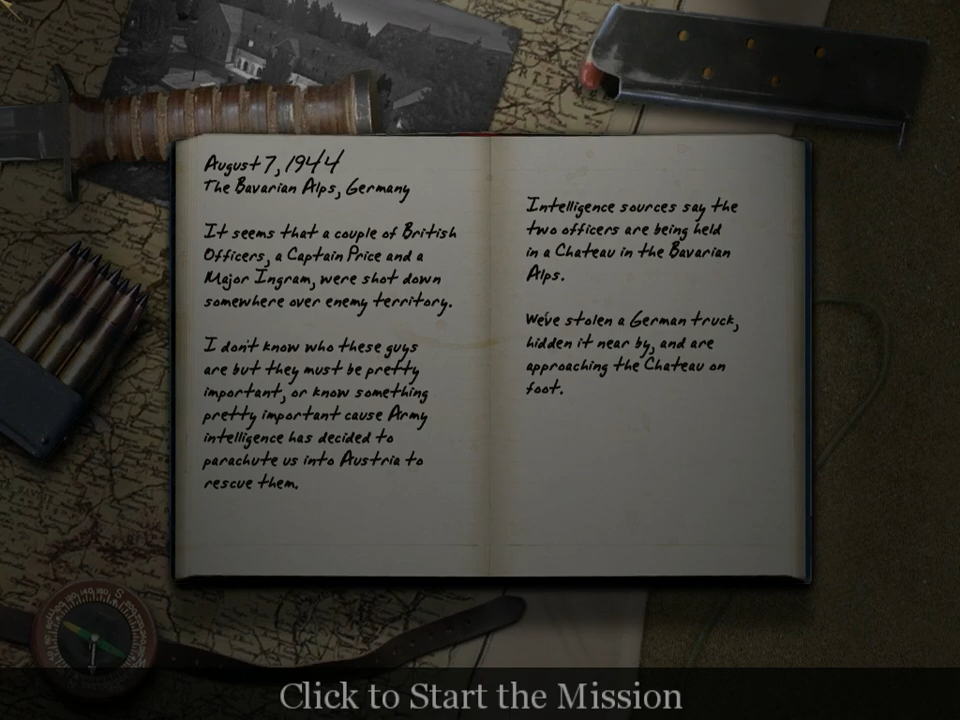 August 7, 1944
The Bavarian Alps, Germany
It seems that a couple of British
Officers, a Captain Price and a
Major Ingram, were shot down
somewhere over enemy territory.
I don't know who these guys
are but they must be pretty
important, or know something
pretty important cause Army
intelligence has decided to
parachute us into Austria to
rescue them.
Intelligence sources say the
two officers are being held
in a Chateau in the Bavarian
Alps.
We've stolen a German truck,
hidden it near by, and are
approaching the Chateau on
foot.
Click to Start the Mission